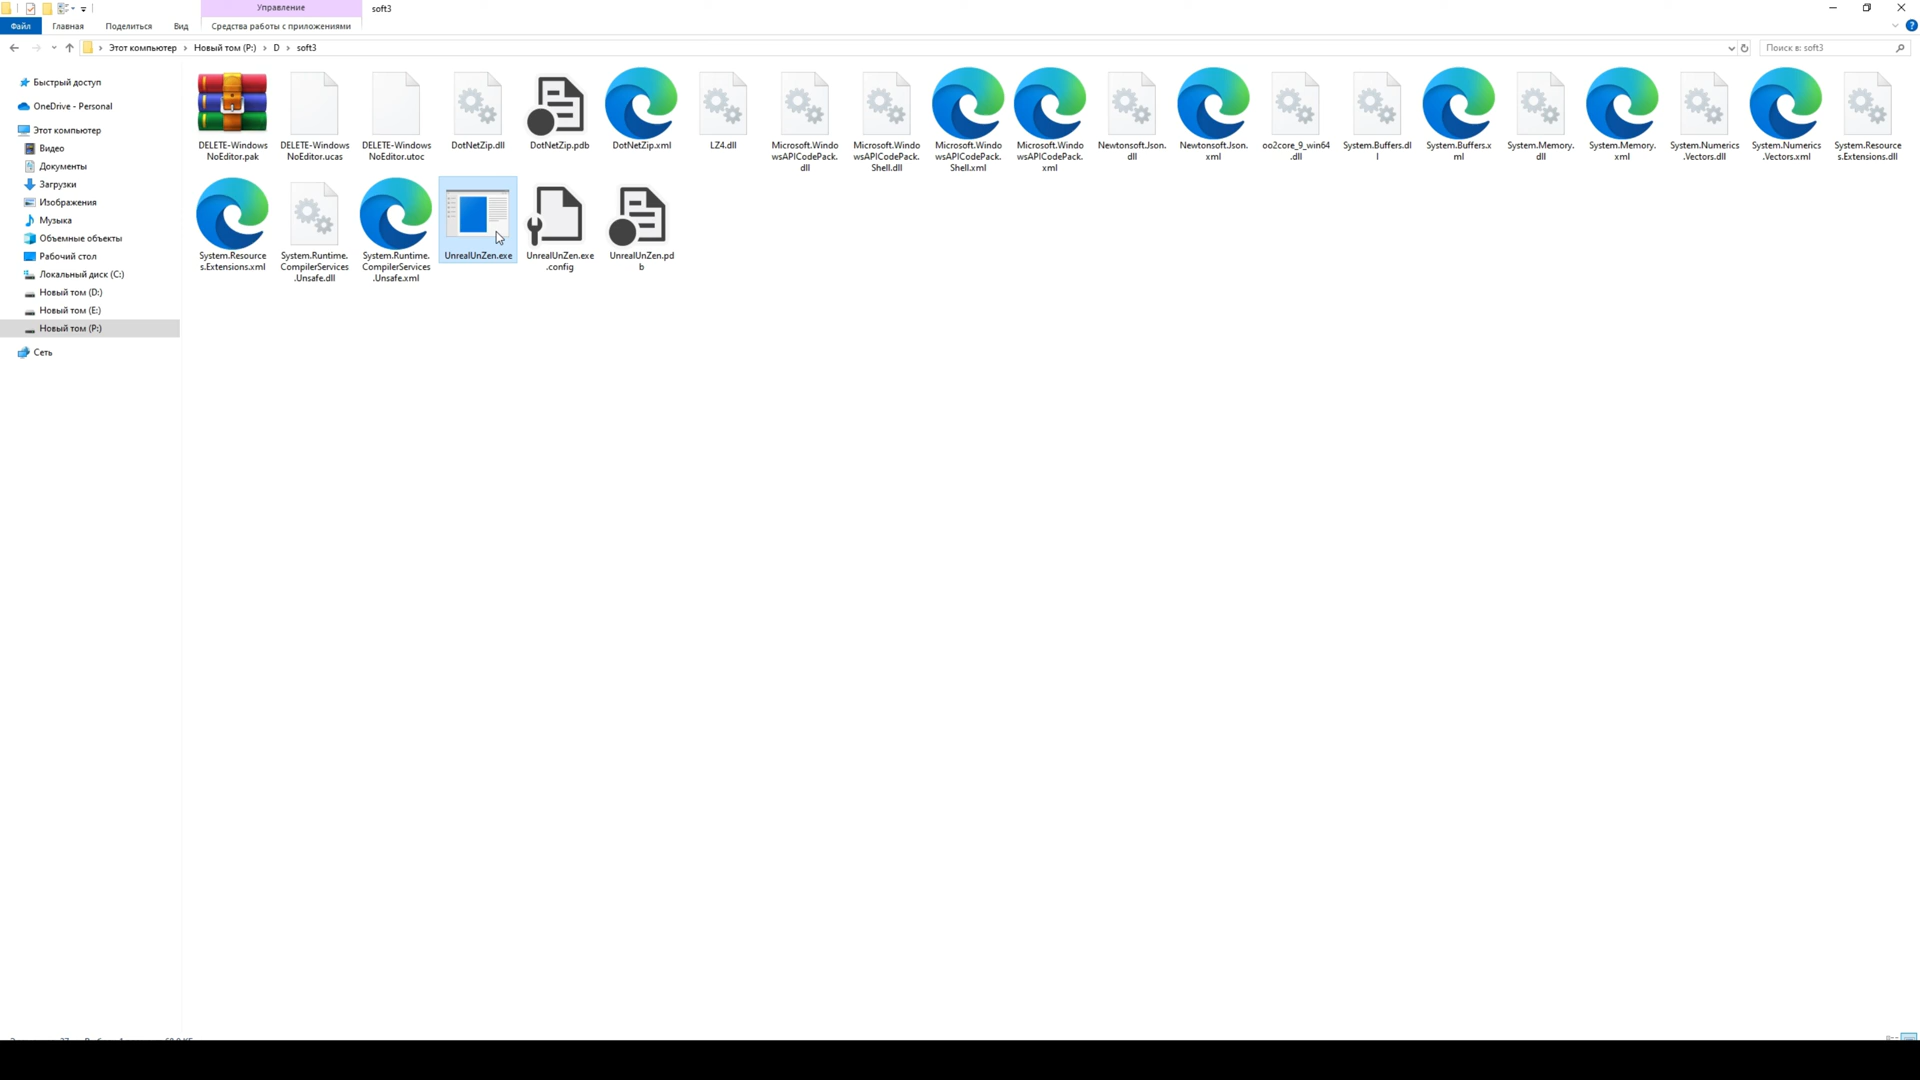 Управление
soft3
Файл
Главная
Поделиться
Вид
Средства работы с приложениями
Этот компьютер
Новый том (P:)
D
soft3
Поиск в: soft3
Быстрый доступ
OneDrive - Personal
Этот компьютер
Видео
Документы
Загрузки
Изображения
Музыка
Объемные объекты
Рабочий стол
Локальный диск (C:)
Новый том (D:)
Новый том (E:)
Новый том (P:)
Сеть
DELETE-Windows
NoEditor.pak
DELETE-Windows
NoEditor.ucas
DELETE-Windows
NoEditor.utoc
DotNetZip.dll
DotNetZip.pdb
DotNetZip.xml
LZ4.dll
Microsoft.Windo
wsAPICodePack.
dll
Microsoft.Windo
wsAPICodePack.
Shell.dll
Microsoft.Windo
wsAPICodePack.
Shell.xml
Microsoft.Windo
wsAPICodePack.
xml
Newtonsoft.Json.
dll
Newtonsoft.Json.
xml
oo2core_9_win64
.dll
System.Buffers.dl
l
System.Buffers.x
ml
System.Memory.
dll
System.Memory.
xml
System.Numerics
.Vectors.dll
System.Numerics
.Vectors.xml
System.Resource
s.Extensions.dll
System.Resource
s.Extensions.xml
System.Runtime.
CompilerServices
.Unsafe.dll
System.Runtime.
CompilerServices
.Unsafe.xml
UnrealUnZen.exe
UnrealUnZen.exe
.config
UnrealUnZen.pd
b